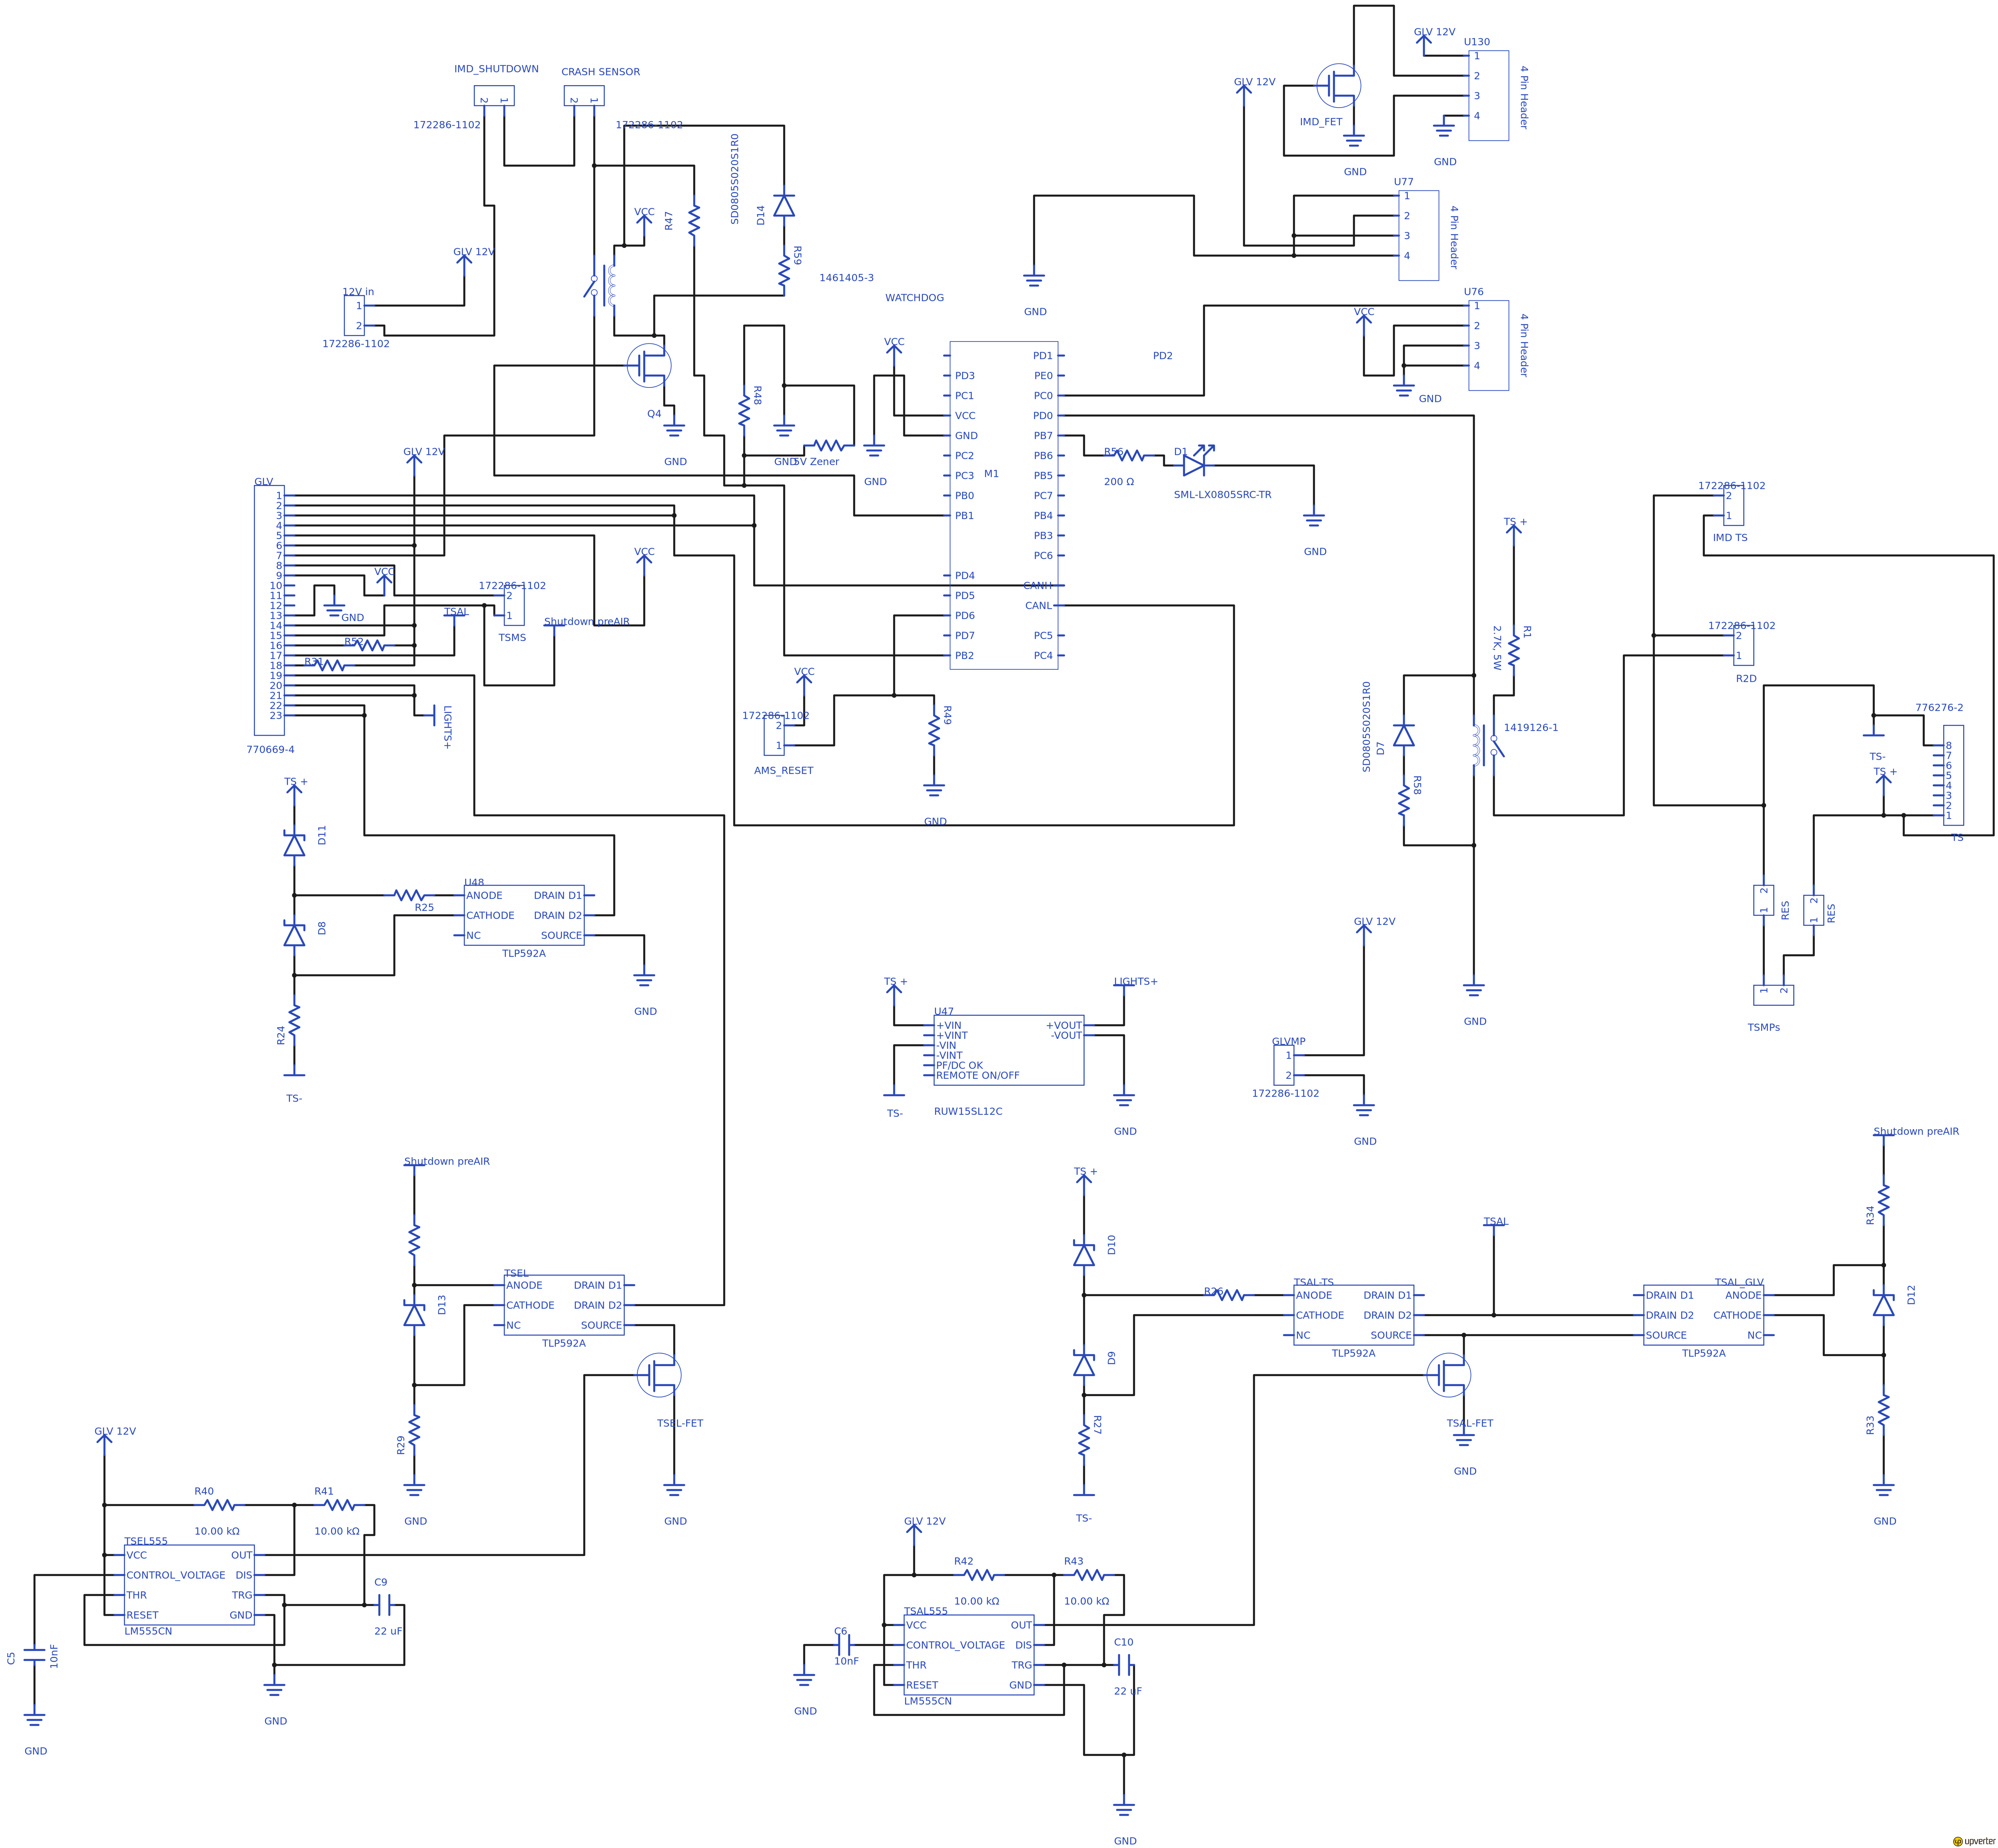 GLV 12V
U130
1
2
3
4
4 Pin Header
GND
IMD_FET
GND
GLV 12V
U77
1
2
3
4
4 Pin Header
GND
U76
1
2
3
4
4 Pin Header
VCC
GND
IMD_SHUTDOWN
2
1
172286-1102
CRASH SENSOR
2
1
172286-1102
SD0805S020S1R0
D14
R47
VCC
R59
1461405-3
GLV 12V
12V in
1
2
172286-1102
Q4
GND
R48
GND
5V Zener
GND
VCC
WATCHDOG
PD2
M1
PD3
PC1
VCC
GND
PC2
PC3
PB0
PB1
PD4
PD5
PD6
PD7
PB2
PD1
PE0
PC0
PD0
PB7
PB6
PB5
PC7
PB4
PB3
PC6
CANH
CANL
PC5
PC4
R56
200 Ω
D1
SML-LX0805SRC-TR
GND
GLV 12V
GLV
1
2
3
4
5
6
7
8
9
10
11
12
13
14
15
16
17
18
19
20
21
22
23
770669-4
VCC
GND
R52
R31
TSAL
172286-1102
2
1
TSMS
Shutdown preAIR
VCC
LIGHTS+
VCC
172286-1102
2
1
AMS_RESET
R49
GND
TS +
R1
2.7K, 5W
SD0805S020S1R0
D7
R58
1419126-1
GND
172286-1102
2
1
IMD TS
172286-1102
2
1
R2D
776276-2
8
7
6
5
4
3
2
1
TS
TS-
TS +
2
1
RES
2
1
RES
1
2
TSMPs
TS +
D11
D8
R24
TS-
R25
U48
ANODE
CATHODE
NC
DRAIN D1
DRAIN D2
SOURCE
TLP592A
GND
TS +
TS-
U47
+VIN
+VINT
-VIN
-VINT
PF/DC OK
REMOTE ON/OFF
+VOUT
-VOUT
RUW15SL12C
LIGHTS+
GND
GLV 12V
GLVMP
1
2
172286-1102
GND
Shutdown preAIR
D13
R29
GND
TSEL
ANODE
CATHODE
NC
DRAIN D1
DRAIN D2
SOURCE
TLP592A
TSEL-FET
GND
TS +
D10
D9
R27
TS-
R26
TSAL-TS
ANODE
CATHODE
NC
DRAIN D1
DRAIN D2
SOURCE
TLP592A
TSAL
TSAL-FET
GND
TSAL_GLV
DRAIN D1
DRAIN D2
SOURCE
ANODE
CATHODE
NC
TLP592A
Shutdown preAIR
R34
D12
R33
GND
GLV 12V
R40
10.00 kΩ
R41
10.00 kΩ
TSEL555
VCC
CONTROL_VOLTAGE
THR
RESET
OUT
DIS
TRG
GND
LM555CN
C9
22 uF
C5
10nF
GND
GND
GLV 12V
R42
10.00 kΩ
R43
10.00 kΩ
TSAL555
VCC
CONTROL_VOLTAGE
THR
RESET
OUT
DIS
TRG
GND
LM555CN
C6
10nF
GND
C10
22 uF
GND
upverter